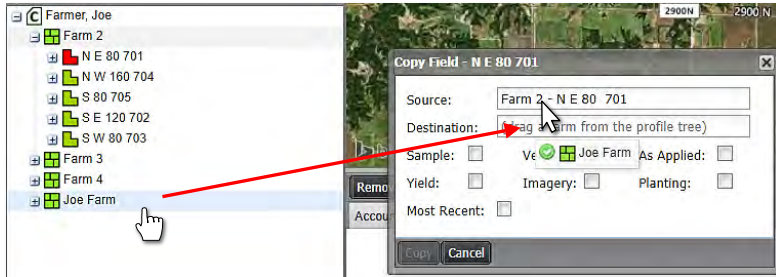 Farmer, Joe
Farm 2
N E 80 701
N W 160 704
S 80 705
S E 120 702
S W 80 703
Farm 3
Farm 4
Joe Farm
2900N
2900 N
Copy Field - N E 80 701
Source: Farm 2 - N E 80 701
Destination: (drag a farm from the profile tree)
Sample: Ve Joe Farm As Applied:
Yield: Imagery: Planting:
Most Recent:
Copy Cancel
Remo
Accou